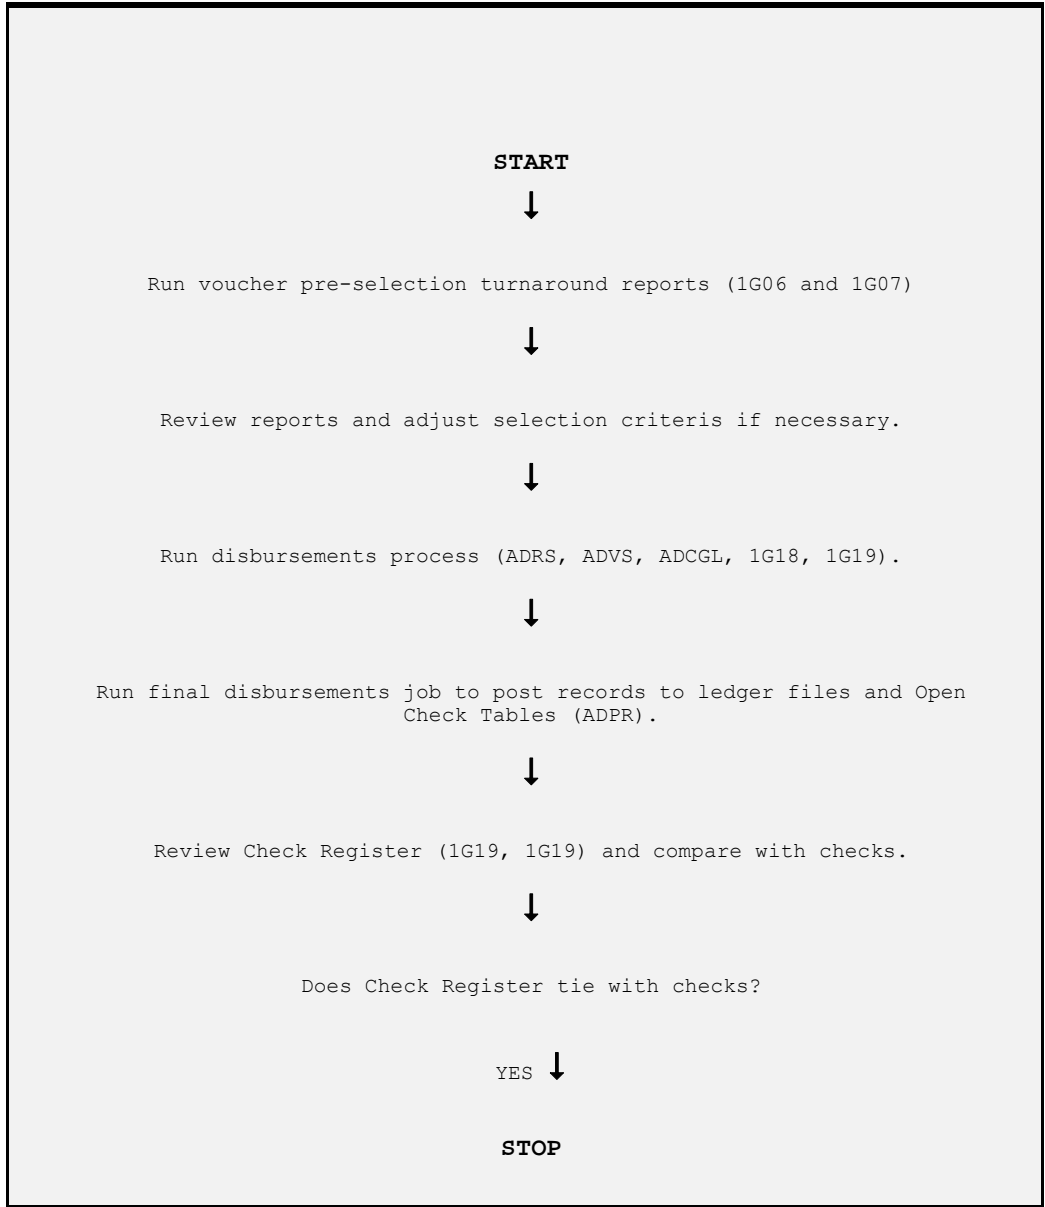 START
↓
Run voucher pre-selection turnaround reports (1G06 and 1G07)
↓
Review reports and adjust selection criteris if necessary.
↓
Run disbursements process (ADRS, ADVS, ADCGL, 1G18, 1G19).
↓
Run final disbursements job to post records to ledger files and Open
Check Tables (ADPR).
↓
Review Check Register (1G19, 1G19) and compare with checks.
↓
Does Check Register tie with checks?
YES ↓
STOP